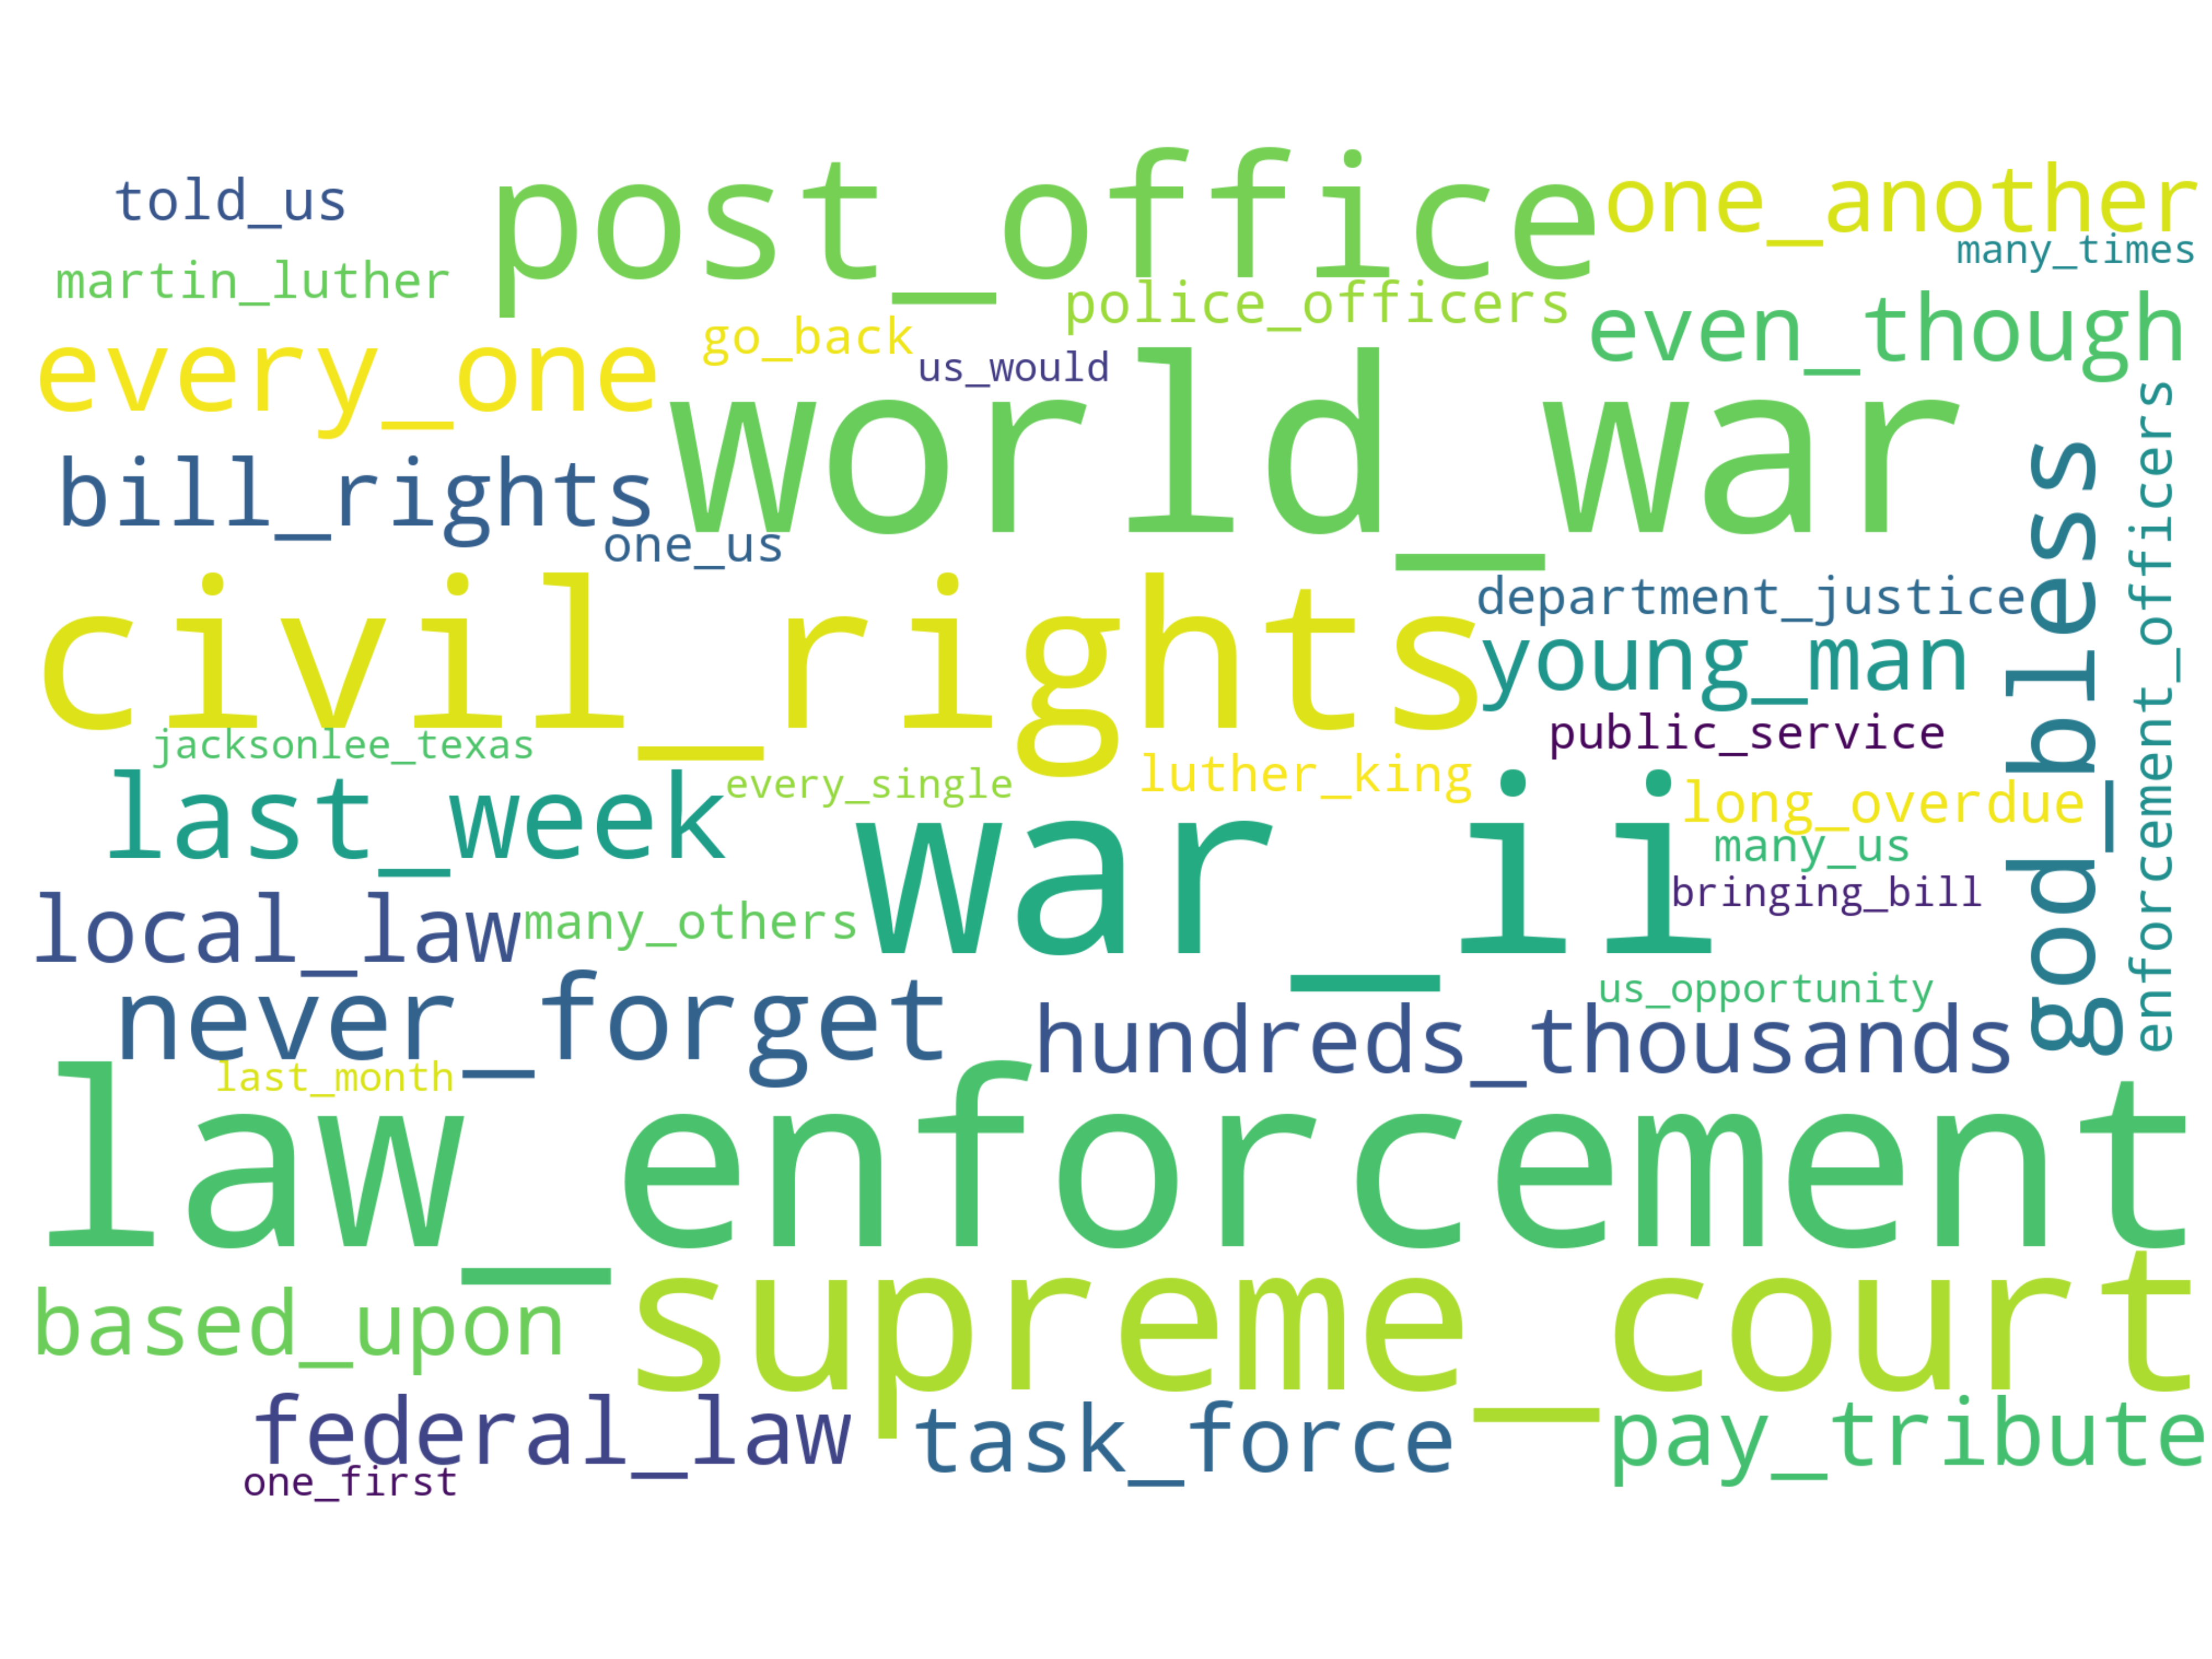 told_us
post_office
one_another
many_times
martin_luther
police_officers
go_back
even_though
every_one
us_would
world_war
bill_rights
one_us
civil_rights
department_justice
young_man
god_bless
enforcement_officers
public_service
jacksonlee_texas
every_single
luther_king
last_week
war_ii
long_overdue
many_us
bringing_bill
local_law
many_others
never_forget
us_opportunity
hundreds_thousands
last_month
law_enforcement
based_upon
supreme_court
federal_law
task_force
pay_tribute
one_first